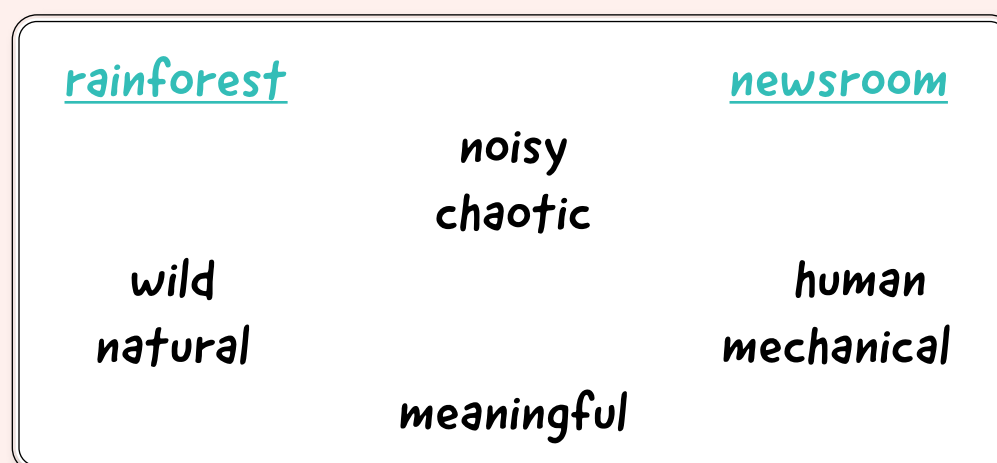 rainforest newsroom
noisy
chaotic
wild human
natural mechanical
meaningful